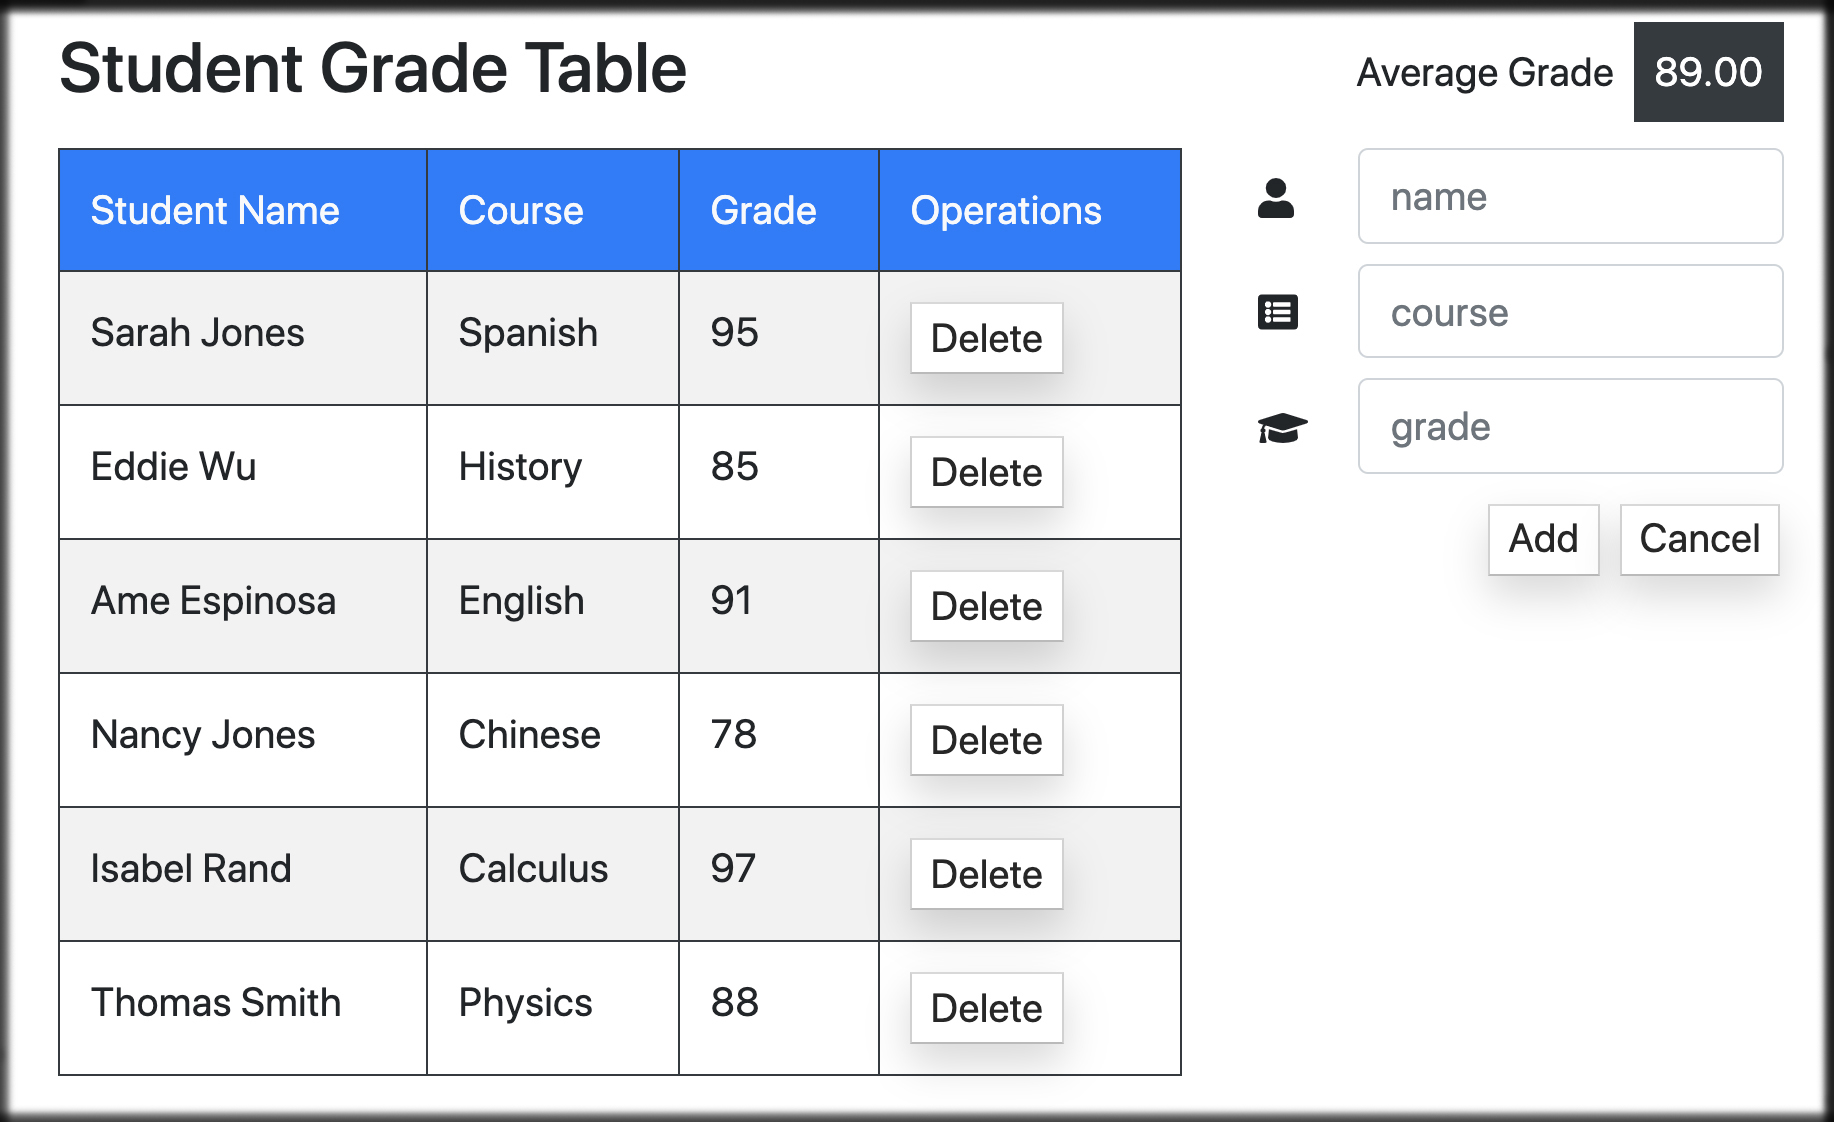 Student Grade Table
Average Grade 89.00
Student Name Course Grade Operations
Sarah Jones Spanish 95 Delete
Eddie Wu History 85 Delete
Ame Espinosa English 91 Delete
Nancy Jones Chinese 78 Delete
Isabel Rand Calculus 97 Delete
Thomas Smith Physics 88 Delete
name
course
grade
Add Cancel